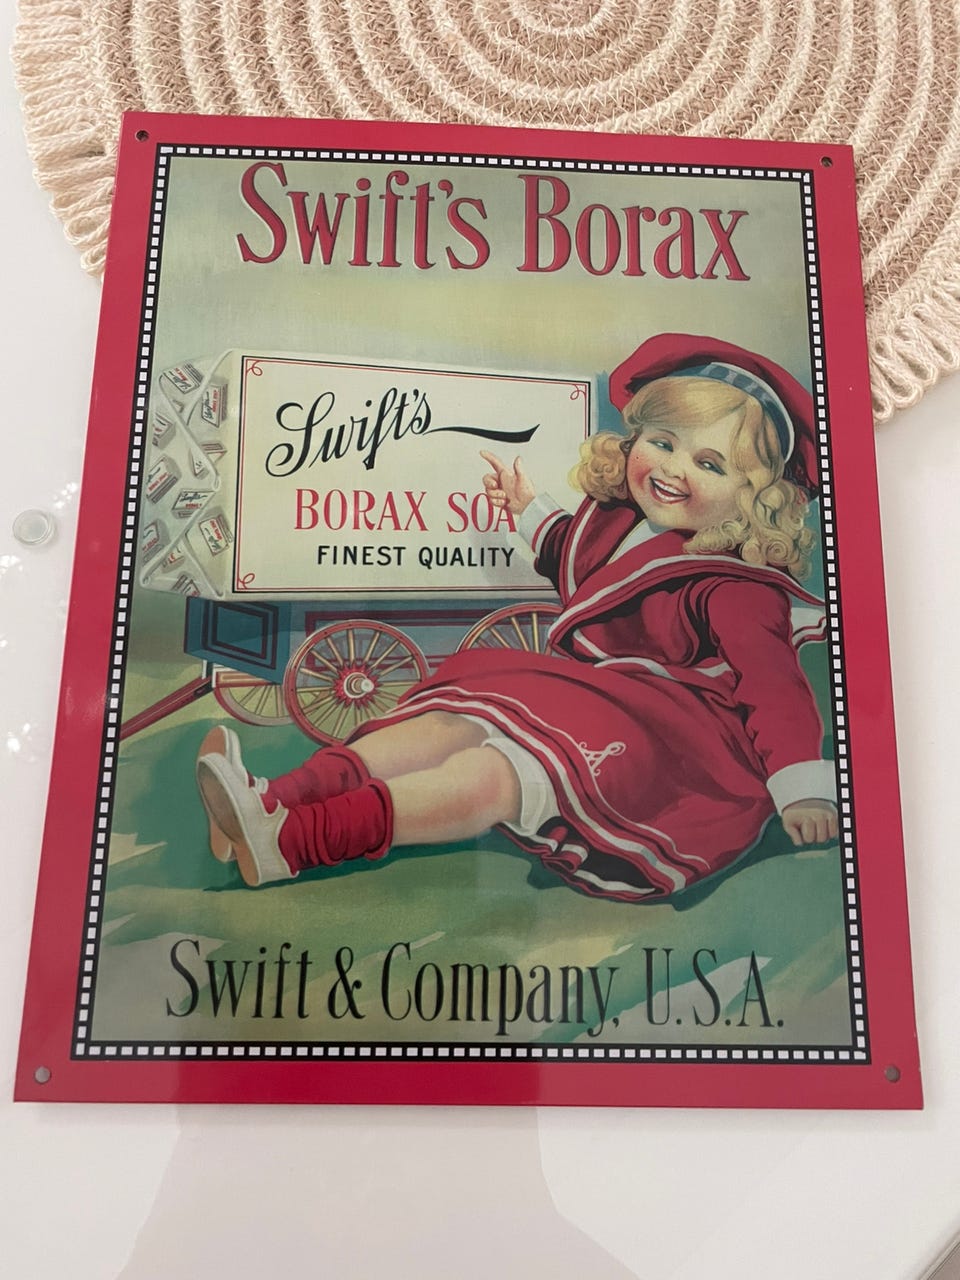 Swift's Borax
Swift's
BORAX SOA
FINEST QUALITY
Swift & Company, U.S.A.